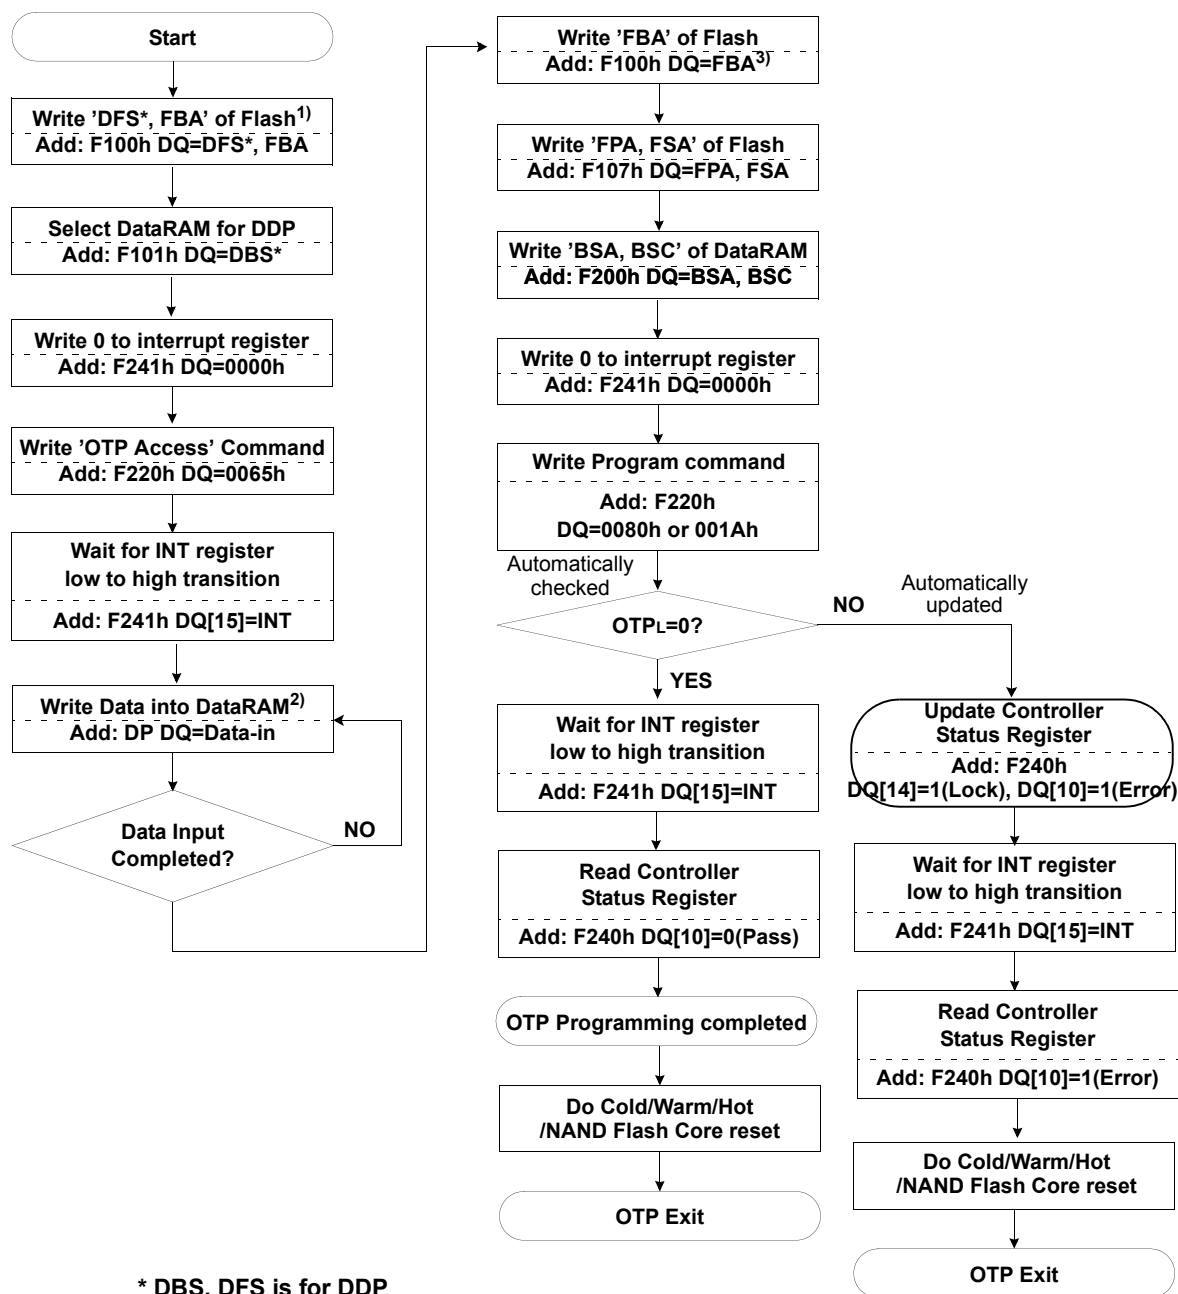 Start
Write ’DFS*, FBA’ of Flash1)
Add: F100h DQ=DFS*, FBA
Select DataRAM for DDP
Add: F101h DQ=DBS*
Write 0 to interrupt register
Add: F241h DQ=0000h
Write ’OTP Access’ Command
Add: F220h DQ=0065h
Wait for INT register
low to high transition
Add: F241h DQ[15]=INT
Write Data into DataRAM2)
Add: DP DQ=Data-in
Data Input
Completed?
NO
Write ’FBA’ of Flash
Add: F100h DQ=FBA3)
Write ’FPA, FSA’ of Flash
Add: F107h DQ=FPA, FSA
Write ’BSA, BSC’ of DataRAM
Add: F200h DQ=BSA, BSC
Write 0 to interrupt register
Add: F241h DQ=0000h
Write Program command
Add: F220h
DQ=0080h or 001Ah
Automatically
checked
OTPL=0?
YES
NO
Automatically
updated
Wait for INT register
low to high transition
Add: F241h DQ[15]=INT
Read Controller
Status Register
Add: F240h DQ[10]=0(Pass)
OTP Programming completed
Do Cold/Warm/Hot
/NAND Flash Core reset
OTP Exit
Update Controller
Status Register
Add: F240h
DQ[14]=1(Lock), DQ[10]=1(Error)
Wait for INT register
low to high transition
Add: F241h DQ[15]=INT
Read Controller
Status Register
Add: F240h DQ[10]=1(Error)
Do Cold/Warm/Hot
/NAND Flash Core reset
OTP Exit
* DBS, DFS is for DDP